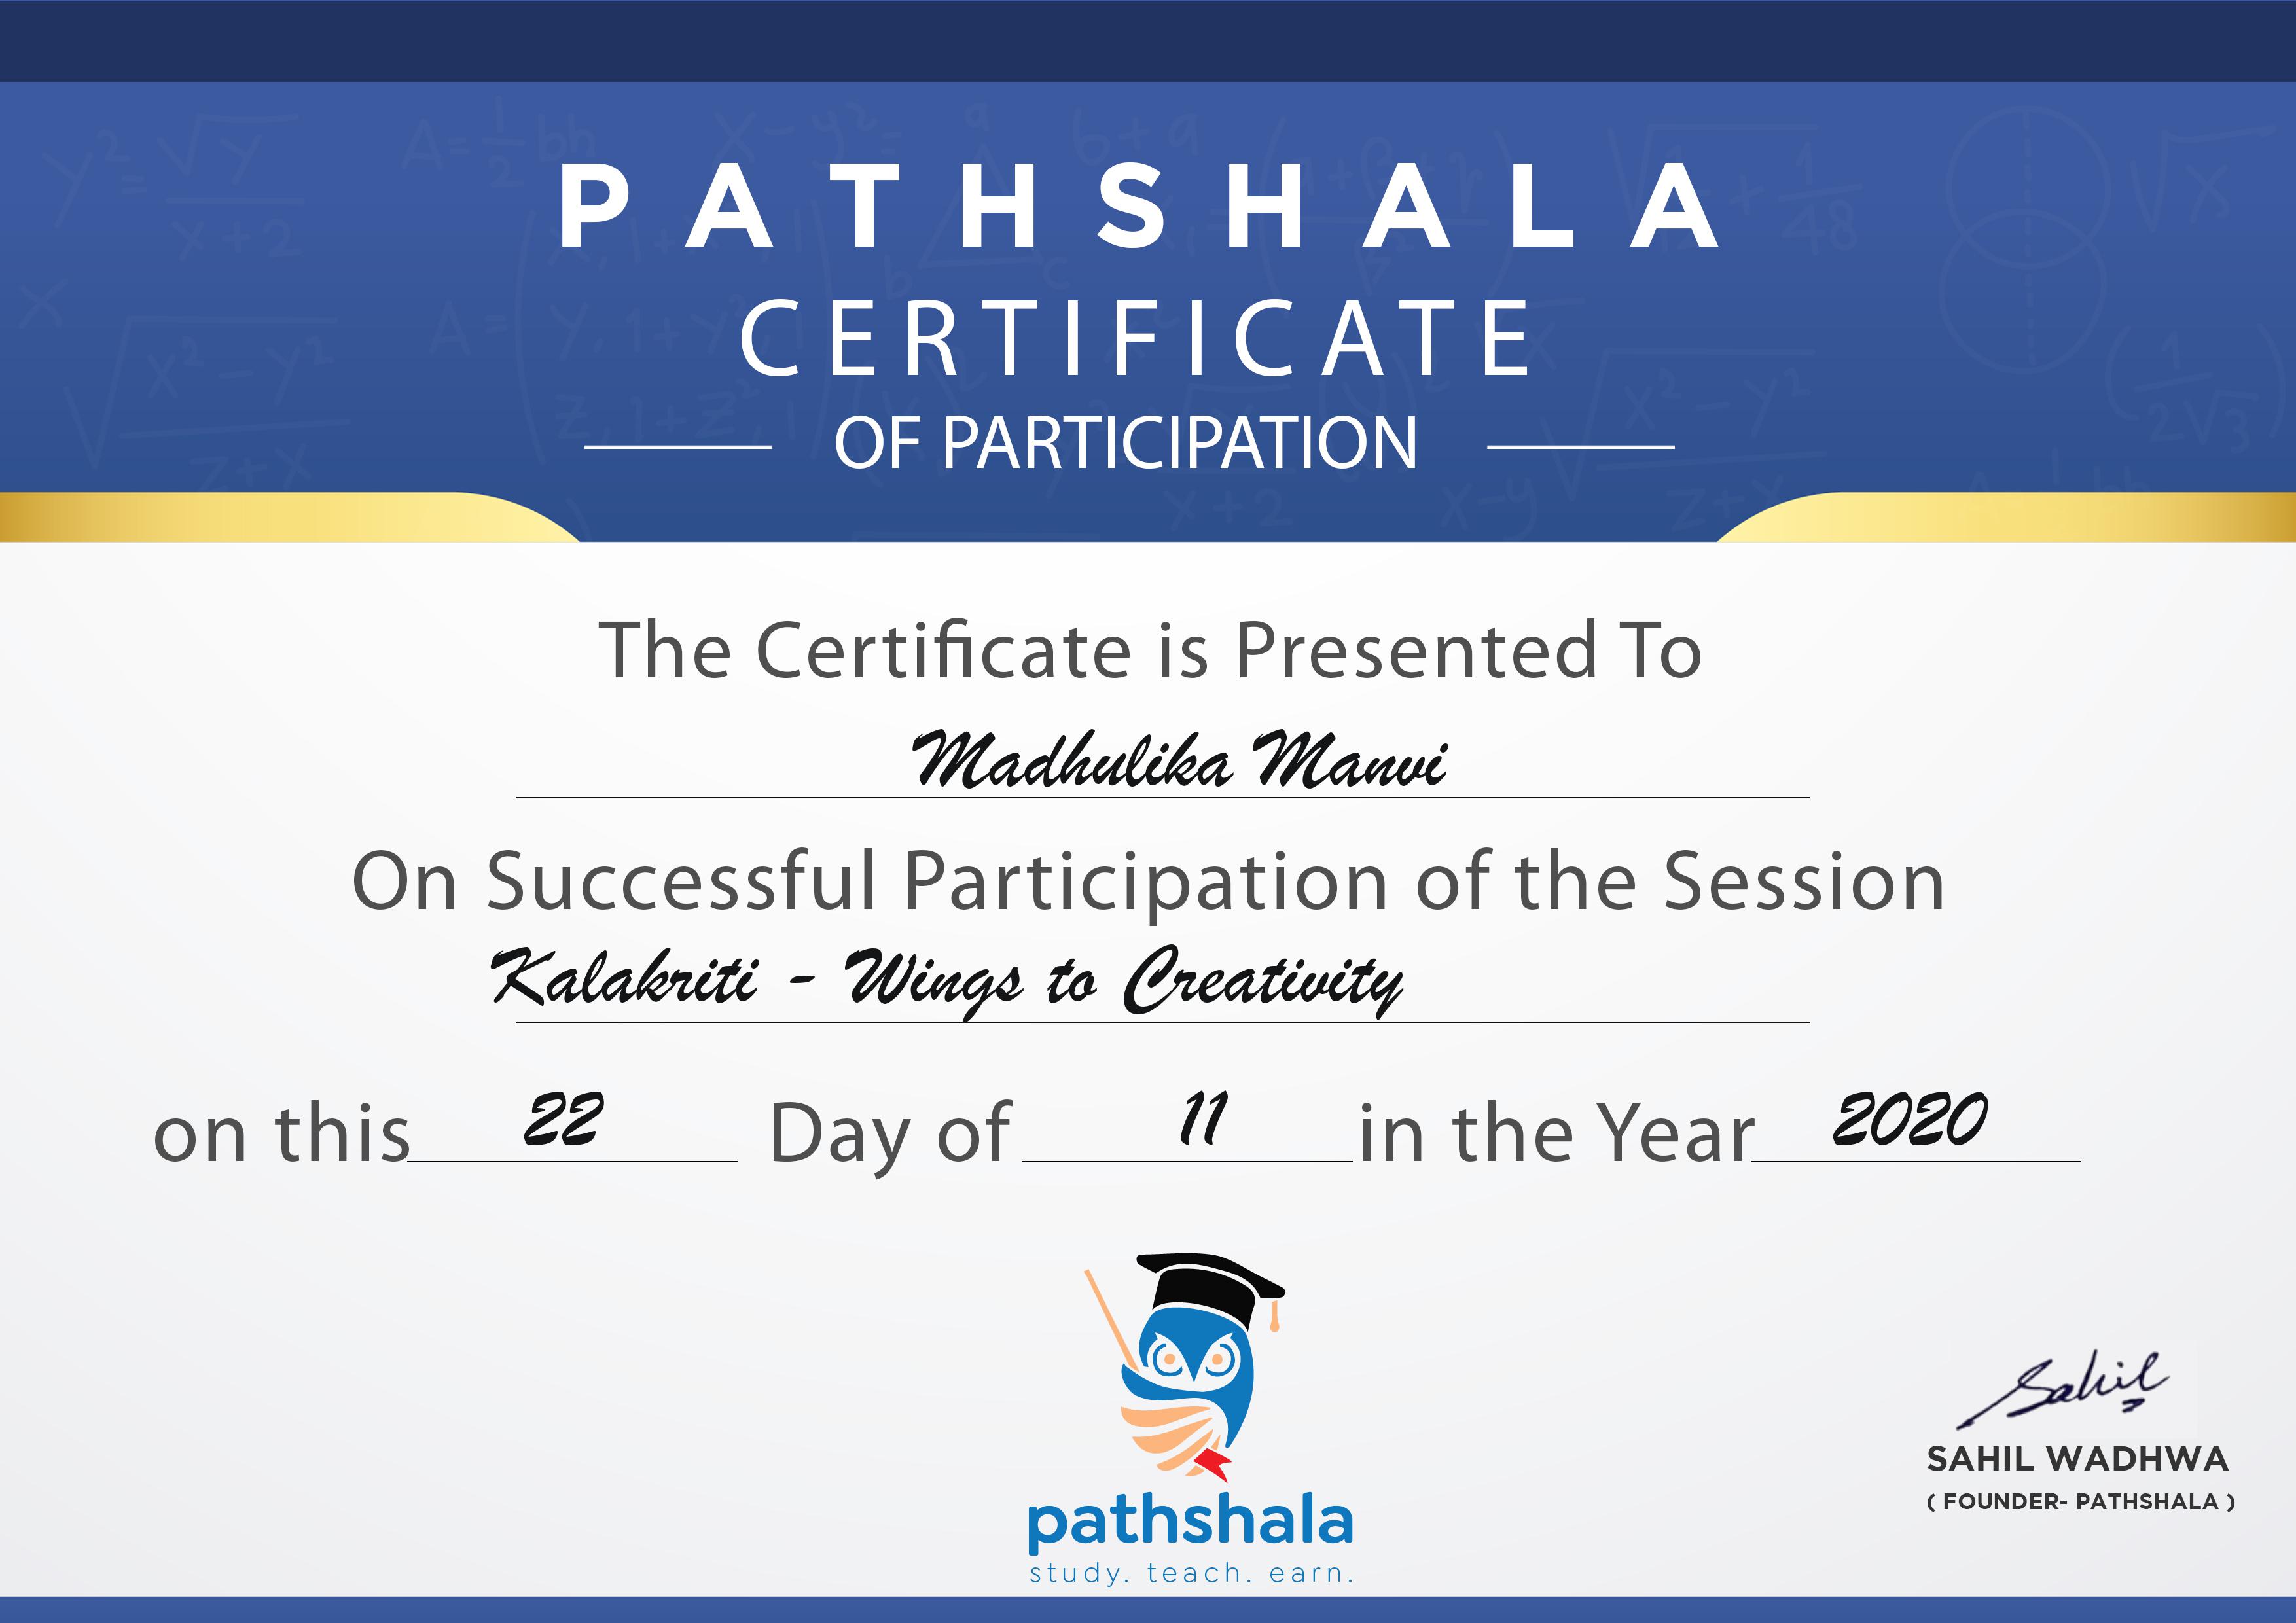 PATHSHALA
CERTIFICATE
OF PARTICIPATION
The Certificate is Presented To
Madhulika Manvi
On Successful Participation of the Session
Kalakriti - Wings to Creativity
on this 22 Day of 11 in the Year 2020
Sahil
SAHIL WADHWA
( FOUNDER- PATHSHALA )
pathshala
study. teach. earn.